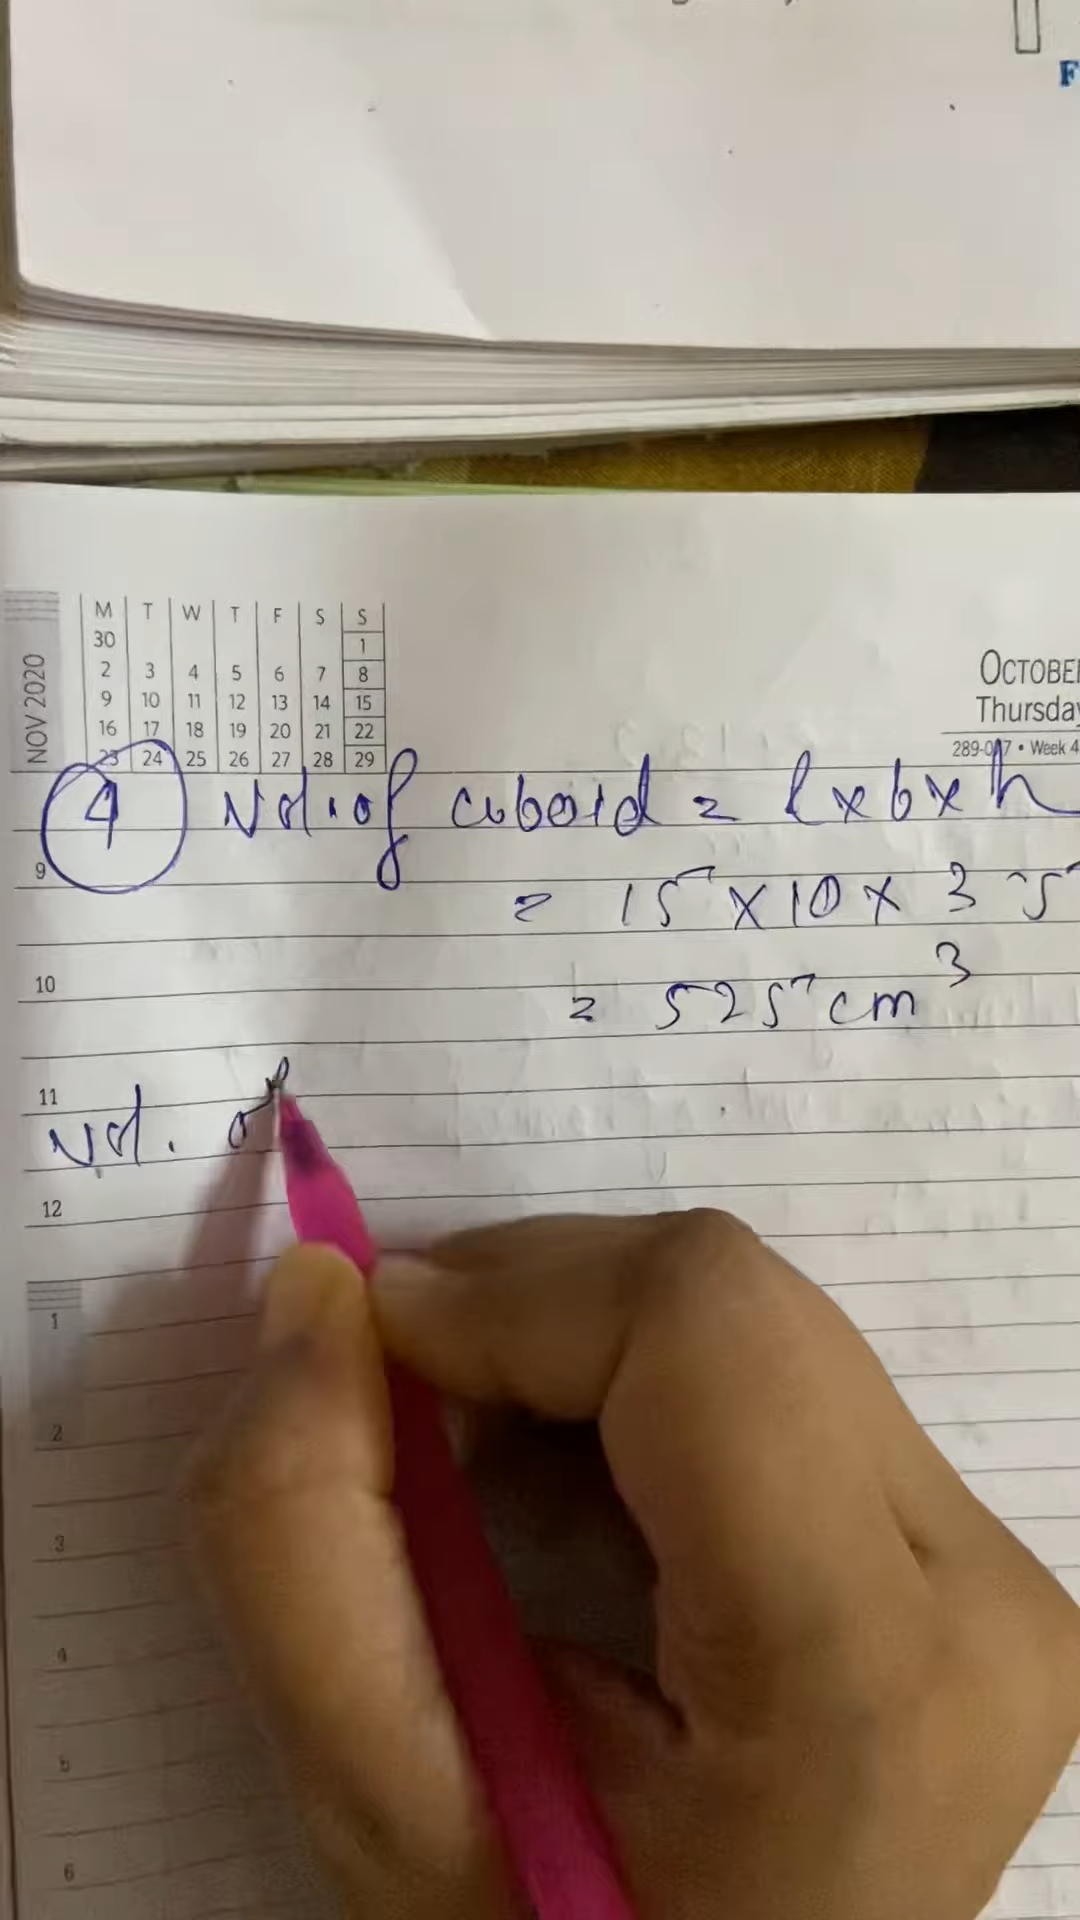 F
NOV 2020
M T W T F S S
30 1
2 3 4 5 6 7 8
9 10 11 12 13 14 15
16 17 18 19 20 21 22
23 24 25 26 27 28 29
OCTOBER
Thursday
289-077 • Week 4
4 Vol. of cuboid = l x b x h
9
= 15 x 10 x 3.5
10
= 525 cm³
11
Vol. of
12
1
2
3
4
5
6